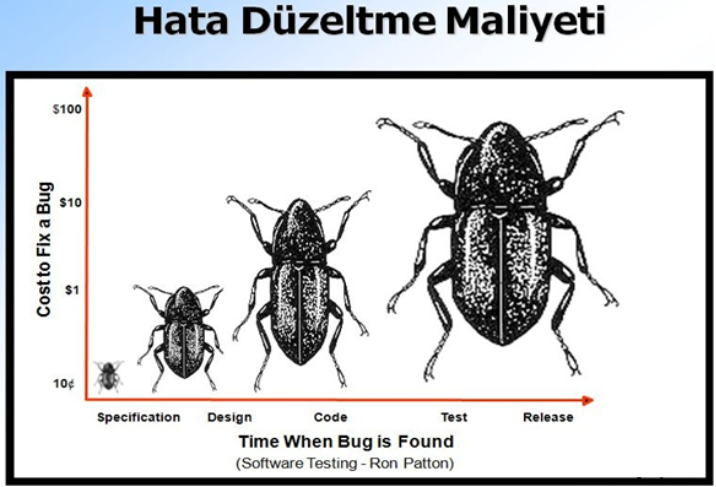 Hata Düzeltme Maliyeti
$100
$10
$1
10¢
Cost to Fix a Bug
Specification Design Code Test Release
Time When Bug is Found
(Software Testing - Ron Patton)